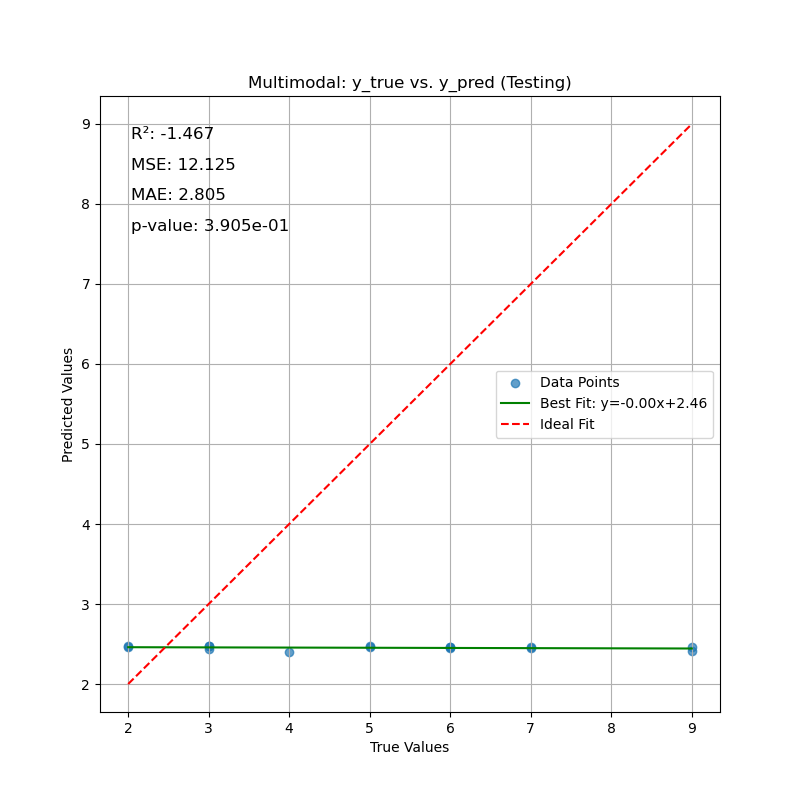 Multimodal: y_true vs. y_pred (Testing)
R²: -1.467
MSE: 12.125
MAE: 2.805
p-value: 3.905e-01
Data Points
Best Fit: y=-0.00x+2.46
Ideal Fit
Predicted Values
9
8
7
6
5
4
3
2
2 3 4 5 6 7 8 9
True Values